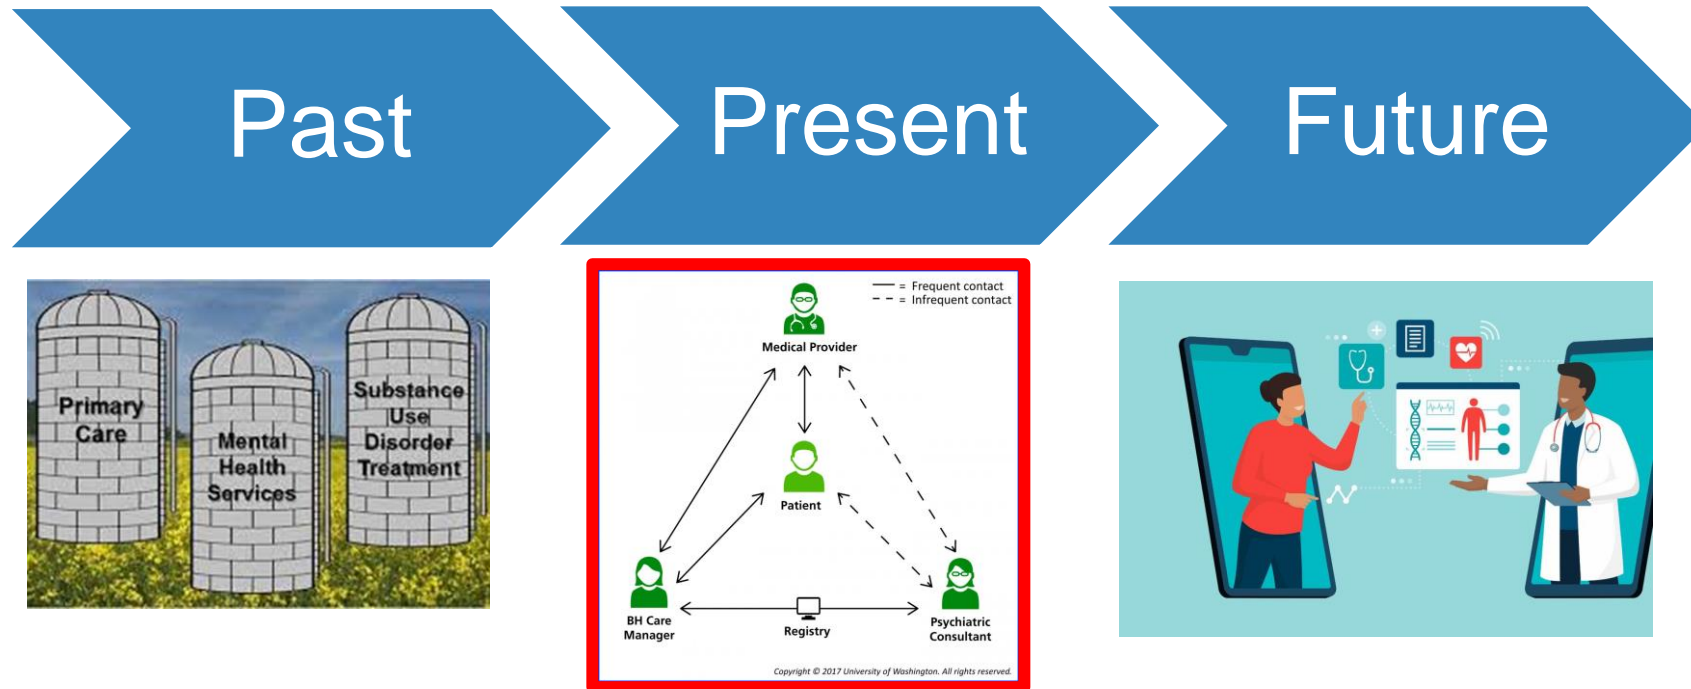 Past
Present
Future
Primary
Care
Mental
Health
Services
Substance
Use
Disorder
Treatment
= Frequent contact
= Infrequent contact
Medical Provider
Patient
BH Care
Manager
Registry
Psychiatric
Consultant
Copyright © 2017 University of Washington. All rights reserved.